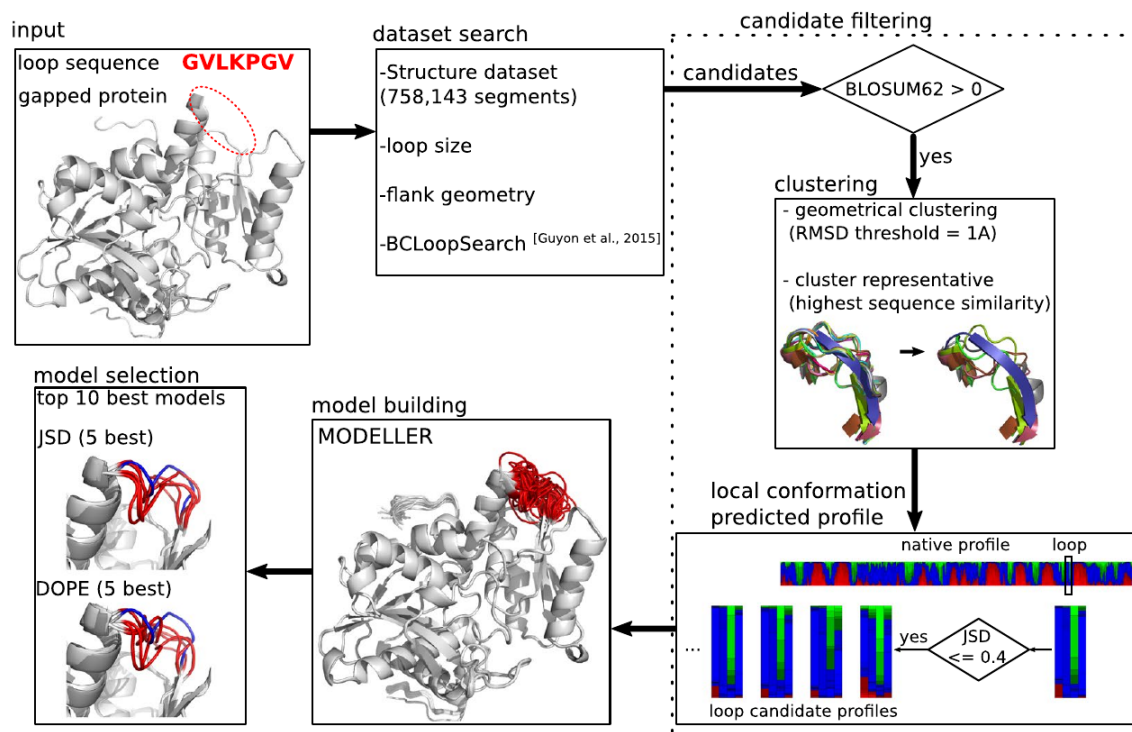 input
loop sequence GVLKPGV
gapped protein
dataset search
-Structure dataset
(758,143 segments)
-loop size
-flank geometry
-BCLoopSearch [Guyon et al., 2015]
candidate filtering
candidates
BLOSUM62 > 0
yes
clustering
- geometrical clustering
(RMSD threshold = 1A)
- cluster representative
(highest sequence similarity)
local conformation
predicted profile
native profile
loop
JSD
<= 0.4
yes
...
loop candidate profiles
model building
MODELLER
model selection
top 10 best models
JSD (5 best)
DOPE (5 best)